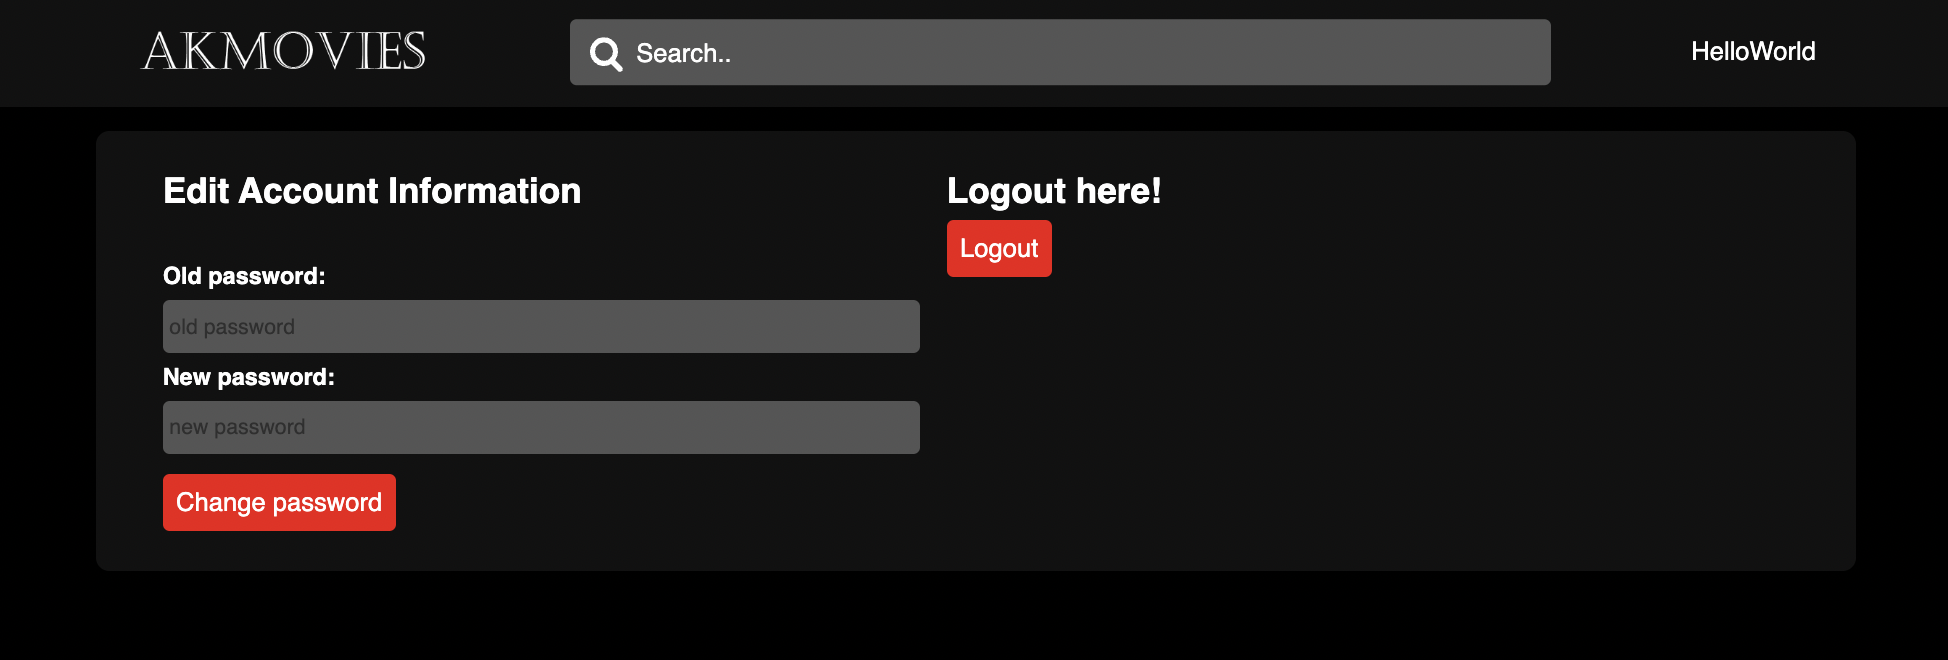 AKMOVIES
Search..
HelloWorld
Edit Account Information
Old password:
old password
New password:
new password
Change password
Logout here!
Logout